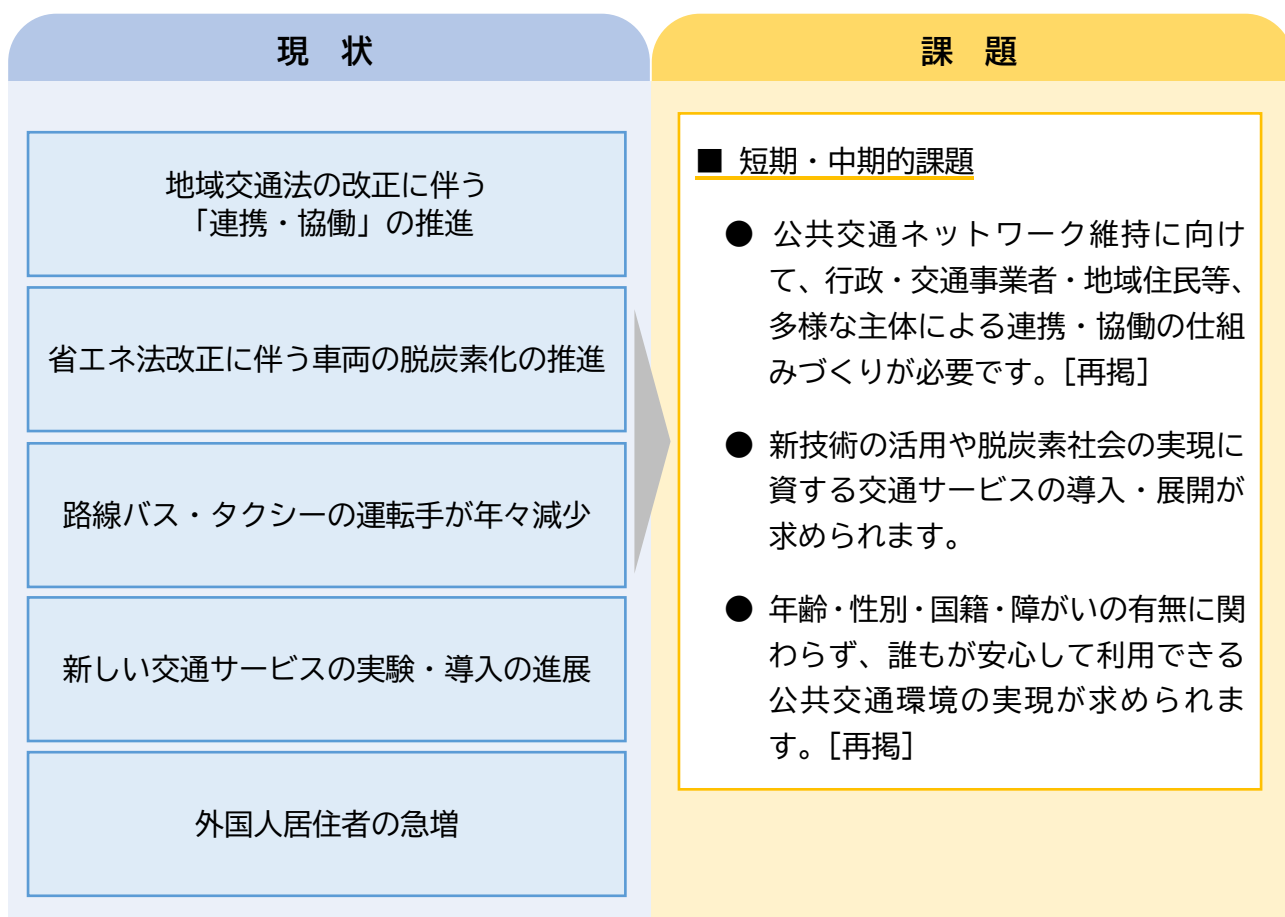 現　状
地域交通法の改正に伴う
「連携・協働」の推進
省エネ法改正に伴う車両の脱炭素化の推進
路線バス・タクシーの運転手が年々減少
新しい交通サービスの実験・導入の進展
外国人居住者の急増
課　題
■ 短期・中期的課題
● 公共交通ネットワーク維持に向け
て、行政・交通事業者・地域住民等、
多様な主体による連携・協働の仕組
みづくりが必要です。［再掲］
● 新技術の活用や脱炭素社会の実現に
資する交通サービスの導入・展開が
求められます。
● 年齢・性別・国籍・障がいの有無に関
わらず、誰もが安心して利用できる
公共交通環境の実現が求められま
す。［再掲］